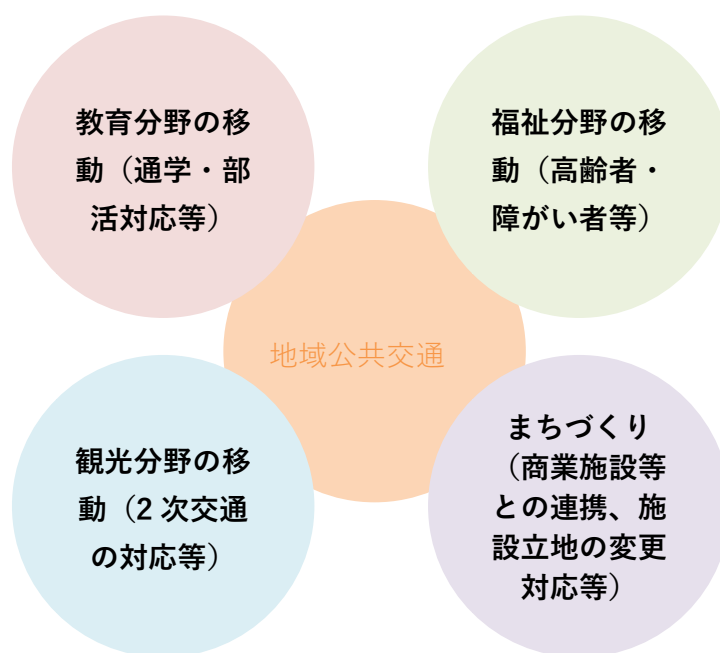 教育分野の移
動（通学・部
活対応等）
福祉分野の移
動（高齢者・
障がい者等）
地域公共交通
観光分野の移
動（2 次交通
の対応等）
まちづくり
（商業施設等
との連携、施
設立地の変更
対応等）